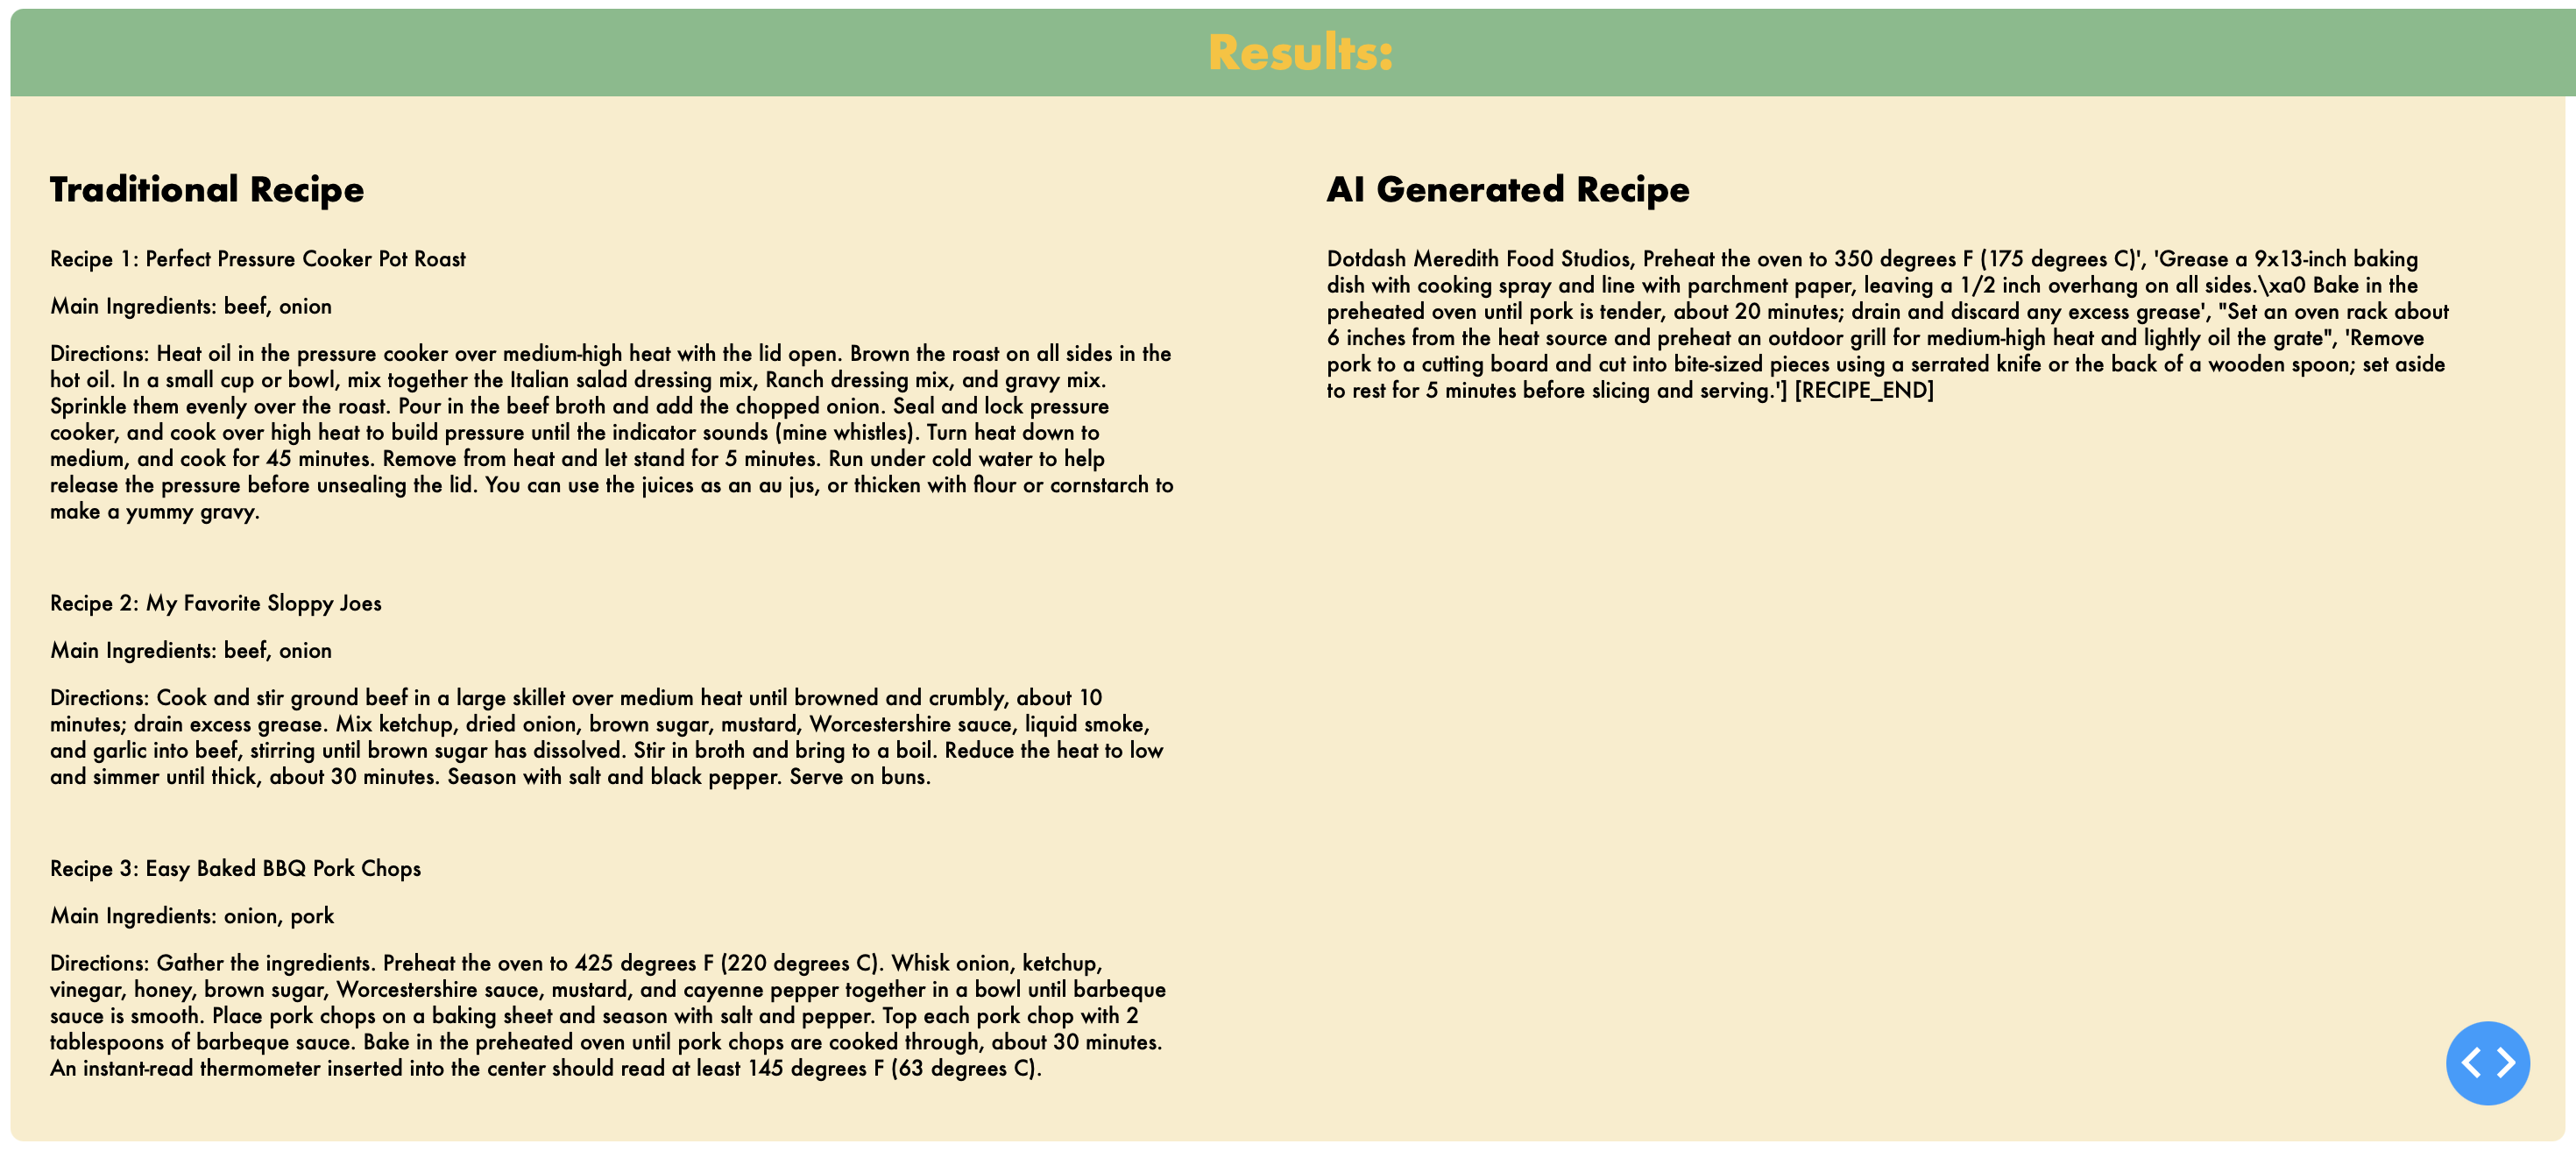 Results:
Traditional Recipe
Recipe 1: Perfect Pressure Cooker Pot Roast
Main Ingredients: beef, onion
Directions: Heat oil in the pressure cooker over medium-high heat with the lid open. Brown the roast on all sides in the
hot oil. In a small cup or bowl, mix together the Italian salad dressing mix, Ranch dressing mix, and gravy mix.
Sprinkle them evenly over the roast. Pour in the beef broth and add the chopped onion. Seal and lock pressure
cooker, and cook over high heat to build pressure until the indicator sounds (mine whistles). Turn heat down to
medium, and cook for 45 minutes. Remove from heat and let stand for 5 minutes. Run under cold water to help
release the pressure before unsealing the lid. You can use the juices as an au jus, or thicken with flour or cornstarch to
make a yummy gravy.
Recipe 2: My Favorite Sloppy Joes
Main Ingredients: beef, onion
Directions: Cook and stir ground beef in a large skillet over medium heat until browned and crumbly, about 10
minutes; drain excess grease. Mix ketchup, dried onion, brown sugar, mustard, Worcestershire sauce, liquid smoke,
and garlic into beef, stirring until brown sugar has dissolved. Stir in broth and bring to a boil. Reduce the heat to low
and simmer until thick, about 30 minutes. Season with salt and black pepper. Serve on buns.
Recipe 3: Easy Baked BBQ Pork Chops
Main Ingredients: onion, pork
Directions: Gather the ingredients. Preheat the oven to 425 degrees F (220 degrees C). Whisk onion, ketchup,
vinegar, honey, brown sugar, Worcestershire sauce, mustard, and cayenne pepper together in a bowl until barbeque
sauce is smooth. Place pork chops on a baking sheet and season with salt and pepper. Top each pork chop with 2
tablespoons of barbeque sauce. Bake in the preheated oven until pork chops are cooked through, about 30 minutes.
An instant-read thermometer inserted into the center should read at least 145 degrees F (63 degrees C).
AI Generated Recipe
Dotdash Meredith Food Studios, Preheat the oven to 350 degrees F (175 degrees C)', 'Grease a 9x13-inch baking
dish with cooking spray and line with parchment paper, leaving a 1/2 inch overhang on all sides.\xa0 Bake in the
preheated oven until pork is tender, about 20 minutes; drain and discard any excess grease', "Set an oven rack about
6 inches from the heat source and preheat an outdoor grill for medium-high heat and lightly oil the grate", 'Remove
pork to a cutting board and cut into bite-sized pieces using a serrated knife or the back of a wooden spoon; set aside
to rest for 5 minutes before slicing and serving.'] [RECIPE_END]